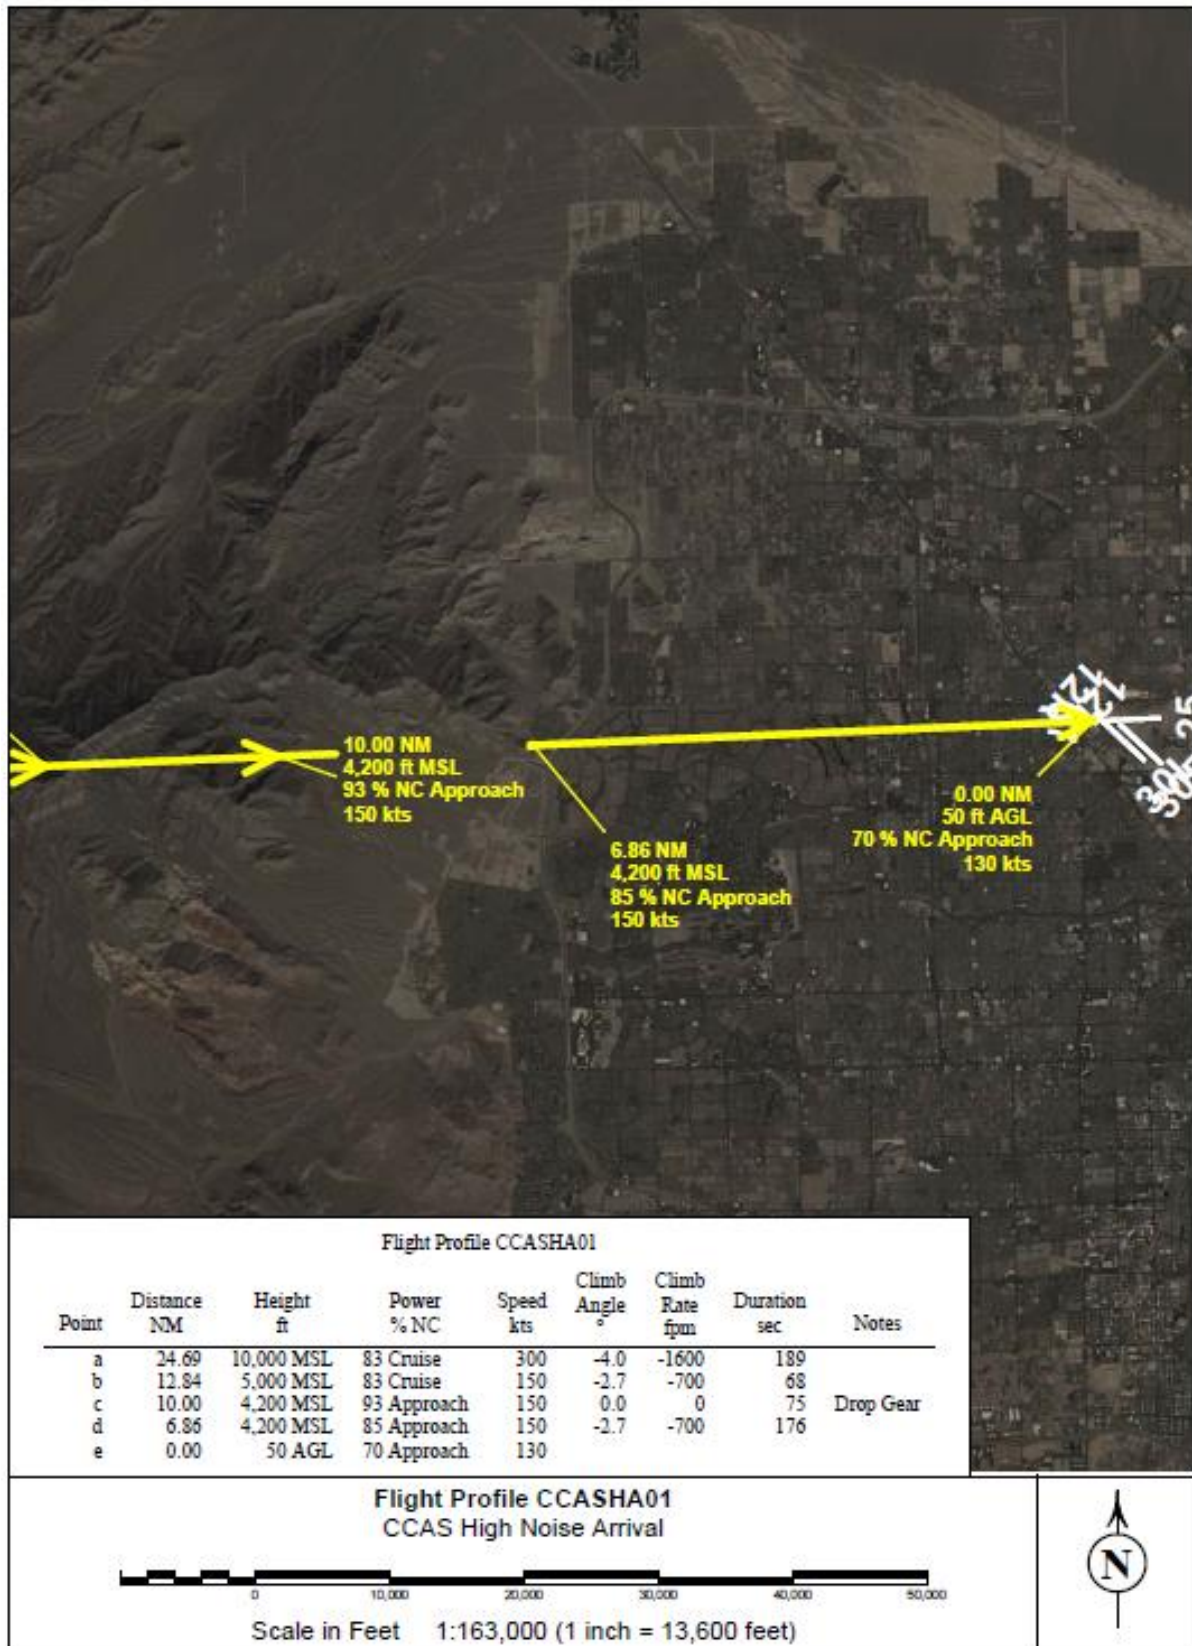 10.00 NM
4,200 ft MSL
93 % NC Approach
150 kts
6.86 NM
4,200 ft MSL
85 % NC Approach
150 kts
0.00 NM
50 ft AGL
70 % NC Approach
130 kts
25
Flight Profile CCASHA01
Point Distance NM Height ft Power % NC Speed kts Climb Angle ° Climb Rate fpm Duration sec Notes
a 24.69 10,000 MSL 83 Cruise 300 -4.0 -1600 189
b 12.84 5,000 MSL 83 Cruise 150 -2.7 -700 68
c 10.00 4,200 MSL 93 Approach 150 0.0 0 75 Drop Gear
d 6.86 4,200 MSL 85 Approach 150 -2.7 -700 176
e 0.00 50 AGL 70 Approach 130
Flight Profile CCASHA01
CCAS High Noise Arrival
0 10,000 20,000 30,000 40,000 50,000
Scale in Feet 1:163,000 (1 inch = 13,600 feet)
N